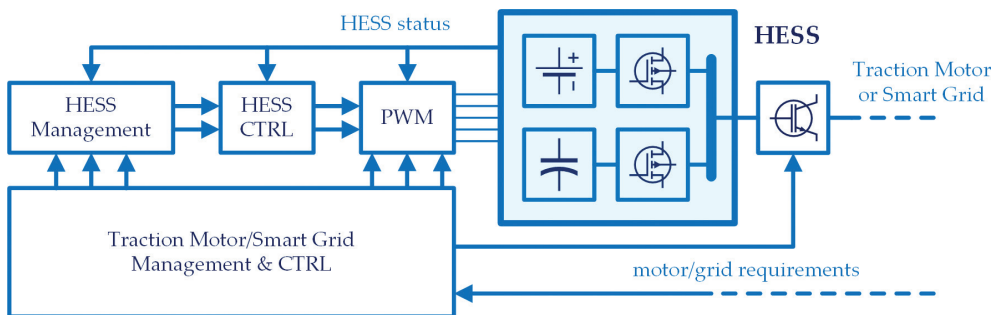 HESS status
HESS
Traction Motor
or Smart Grid
HESS
Management
HESS
CTRL
PWM
+
−
Traction Motor/Smart Grid
Management & CTRL
motor/grid requirements